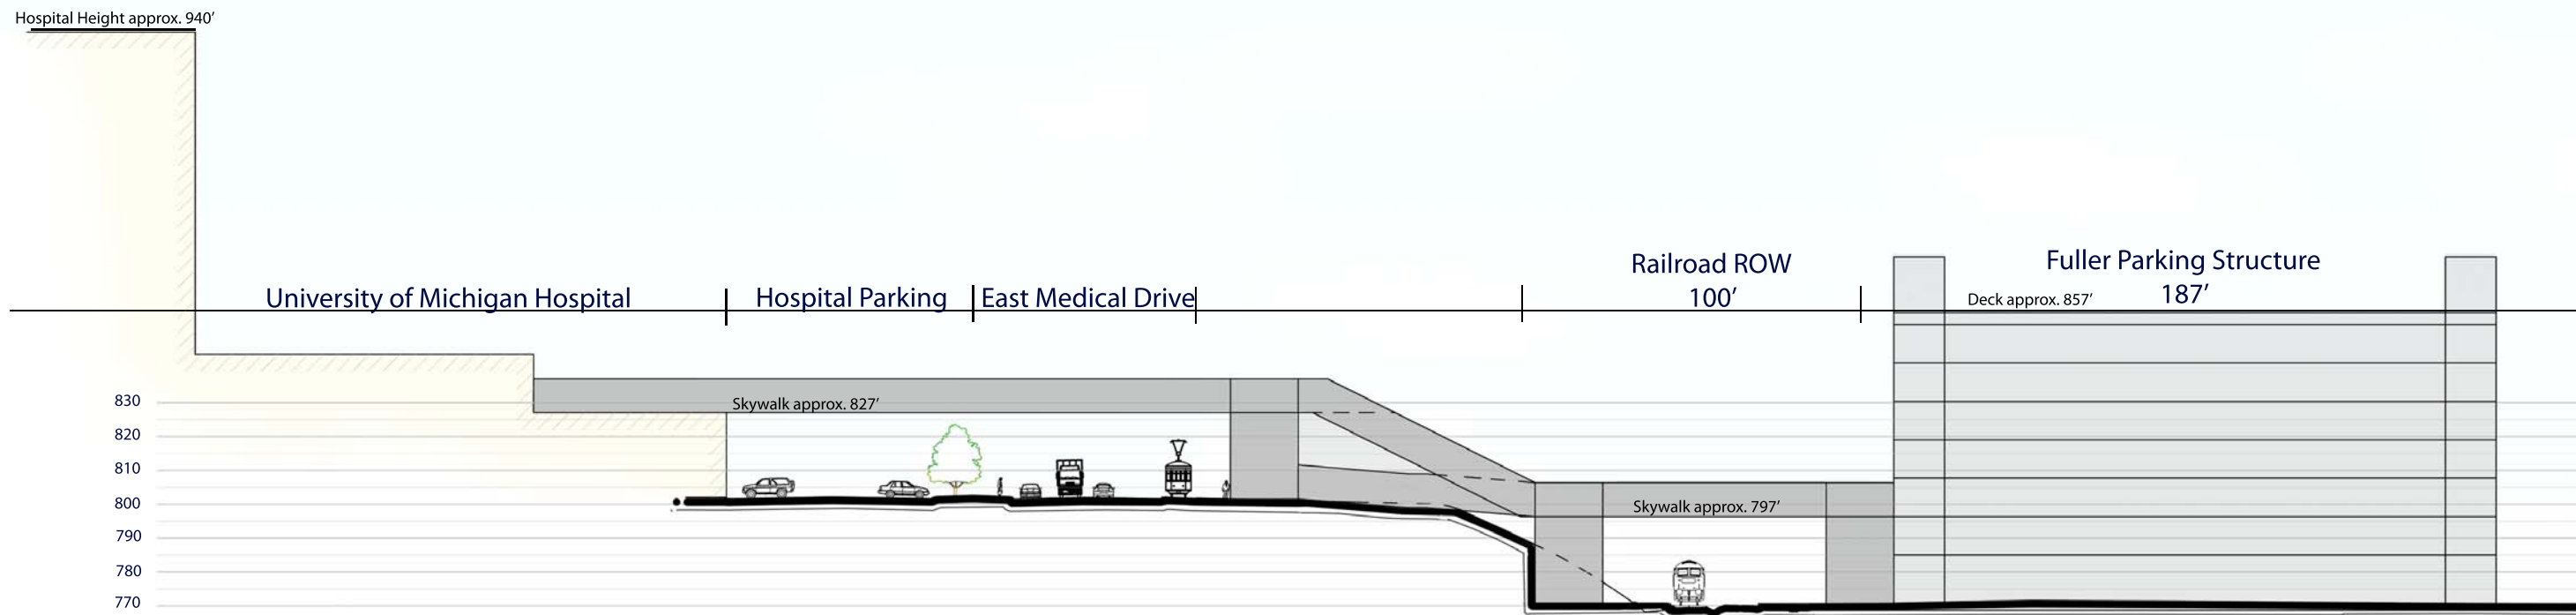 Hospital Height approx. 940’
Railroad ROW
100’
Fuller Parking Structure
187’
University of Michigan Hospital
Hospital Parking
East Medical Drive
Deck approx. 857’
830
Skywalk approx. 827’
820
810
800
Skywalk approx. 797’
790
780
770